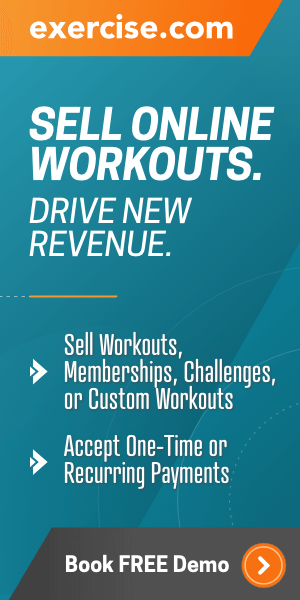 exercise.com
SELL ONLINE
WORKOUTS.
DRIVE NEW
REVENUE.
Sell Workouts,
Memberships, Challenges,
or Custom Workouts
Accept One-Time or
Recurring Payments
Book FREE Demo